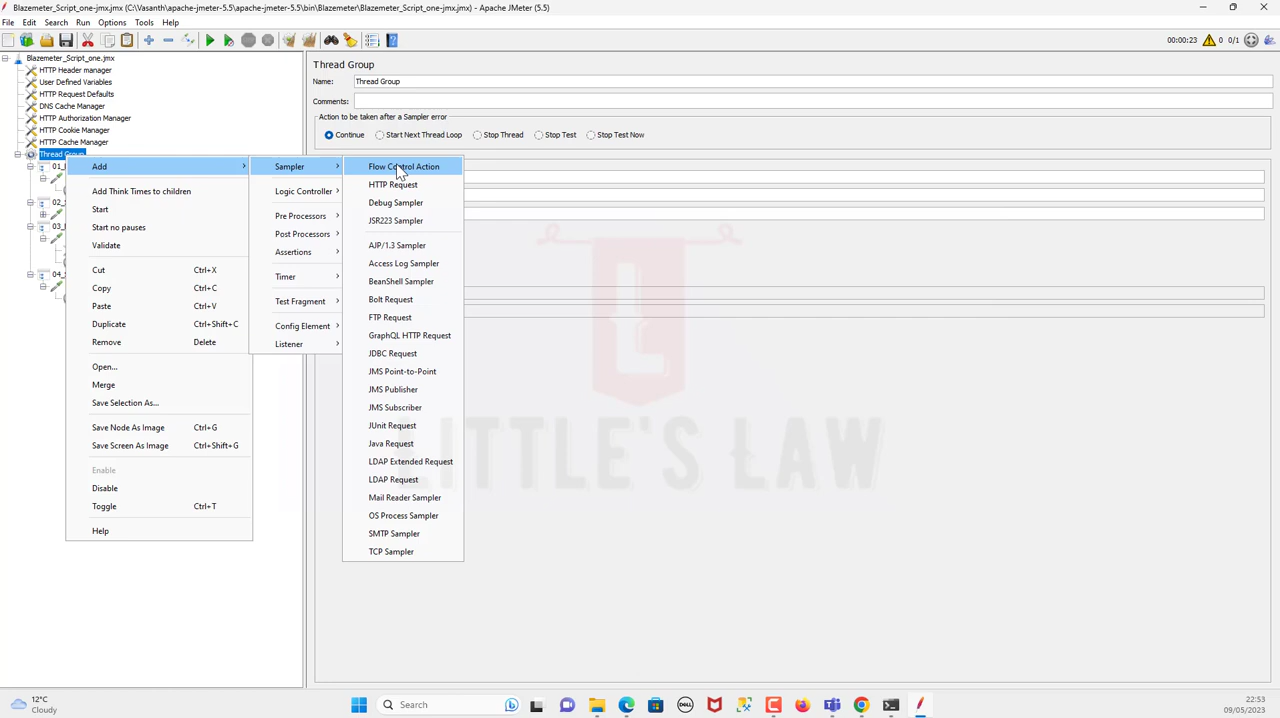 Blazemeter_Script_one-jmx.jmx (C:\Vasanth\apache-jmeter-5.5\apache-jmeter-5.5\bin\Blazemeter\Blazemeter_Script_one-jmx.jmx) - Apache JMeter (5.5)
File Edit Search Run Options Tools Help
00:00:23 0 0/1
Blazemeter_Script_one.jmx
HTTP Header manager
User Defined Variables
HTTP Request Defaults
DNS Cache Manager
HTTP Authorization Manager
HTTP Cookie Manager
HTTP Cache Manager
Thread Group
Thread Group
Name: Thread Group
Comments:
Action to be taken after a Sampler error
Continue Start Next Thread Loop Stop Thread Stop Test Stop Test Now
Add
Add Think Times to children
Start
Start no pauses
Validate
Cut Ctrl+X
Copy Ctrl+C
Paste Ctrl+V
Duplicate Ctrl+Shift+C
Remove Delete
Open...
Merge
Save Selection As...
Save Node As Image Ctrl+G
Save Screen As Image Ctrl+Shift+G
Enable
Disable
Toggle Ctrl+T
Help
Sampler
Logic Controller
Pre Processors
Post Processors
Assertions
Timer
Test Fragment
Config Element
Listener
Flow Control Action
HTTP Request
Debug Sampler
JSR223 Sampler
AJP/1.3 Sampler
Access Log Sampler
BeanShell Sampler
Bolt Request
FTP Request
GraphQL HTTP Request
JDBC Request
JMS Point-to-Point
JMS Publisher
JMS Subscriber
JUnit Request
Java Request
LDAP Extended Request
LDAP Request
Mail Reader Sampler
OS Process Sampler
SMTP Sampler
TCP Sampler
LITTLE'S LAW
12°C
Cloudy
Search
DELL
22:53
09/05/2023